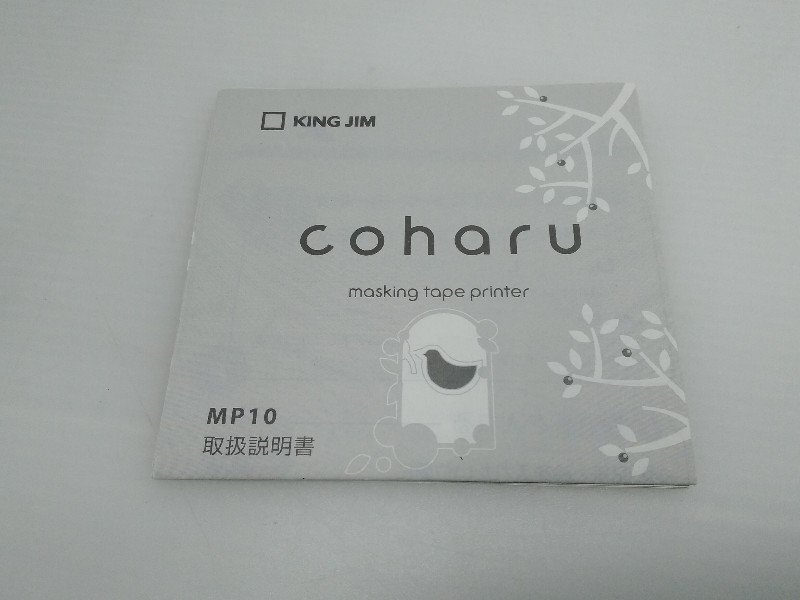 KING JIM
coharu
masking tape printer
MP10
取扱説明書